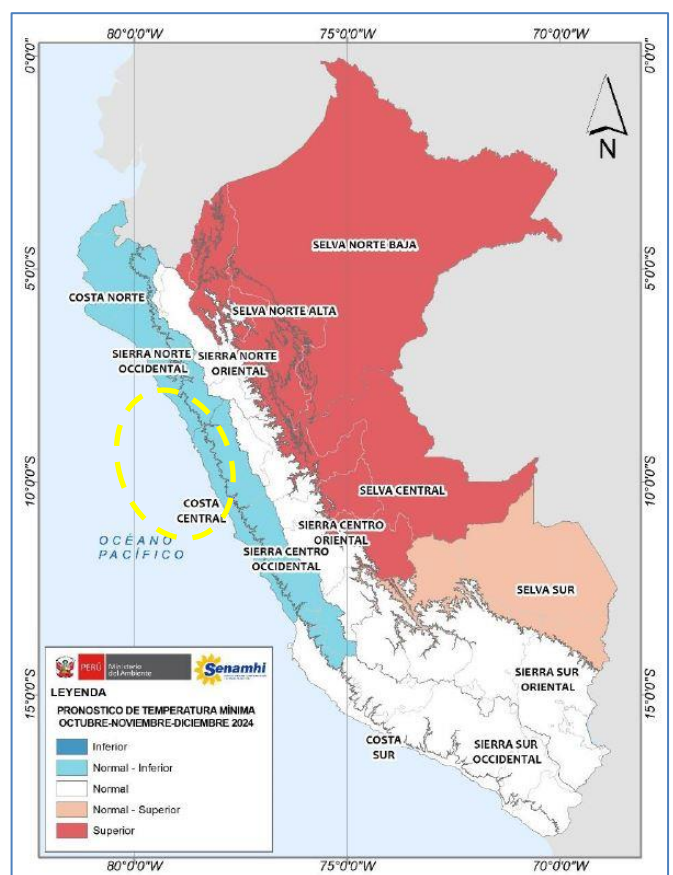 80°0'0"W 75°0'0"W 70°0'0"W
0°0'0"
0°0'0"
N
SELVA NORTE BAJA
5°0'0"S
5°0'0"S
COSTA NORTE
SELVA NORTE ALTA
SIERRA NORTE
OCCIDENTAL
SIERRA NORTE
ORIENTAL
10°0'0"S
10°0'0"S
SELVA CENTRAL
COSTA
CENTRAL
SIERRA CENTRO
ORIENTAL
OCÉANO
PACÍFICO
SIERRA CENTRO
OCCIDENTAL
SELVA SUR
SIERRA SUR
ORIENTAL
15°0'0"S
15°0'0"S
COSTA
SUR
SIERRA SUR
OCCIDENTAL
PERÚ Ministerio
del Ambiente
Senamhi
LEYENDA
PRONOSTICO DE TEMPERATURA MÍNIMA
OCTUBRE-NOVIEMBRE-DICIEMBRE 2024
Inferior
Normal - Inferior
Normal
Normal - Superior
Superior
80°0'0"W 75°0'0"W 70°0'0"W